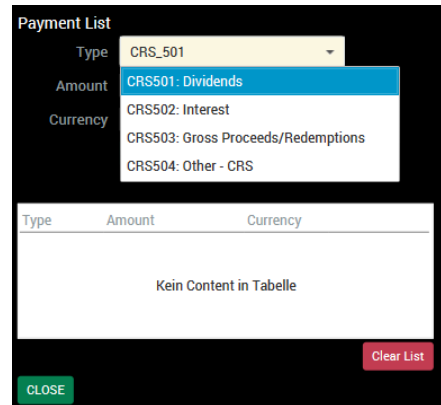 Payment List
Type CRS_501
Amount CRS501: Dividends
CRS502: Interest
Currency
CRS503: Gross Proceeds/Redemptions
CRS504: Other - CRS
Type Amount Currency
Kein Content in Tabelle
Clear List
CLOSE